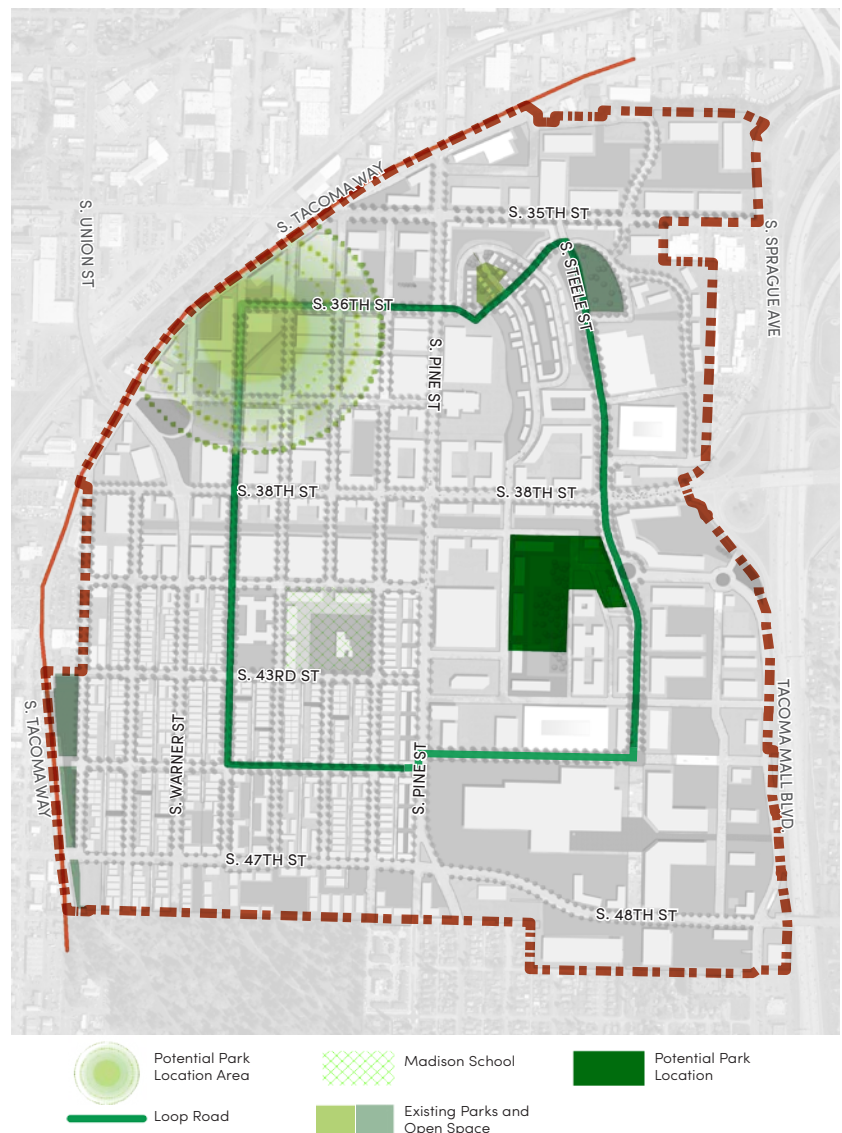 S. TACOMA WAY
S. UNION ST
S. 35TH ST
S. SPRAGUE AVE
S. STEELE ST
S. 36TH ST
S. PINE ST
S. 38TH ST
S. 38TH ST
S. 43RD ST
S. TACOMA WAY
S. WARNER ST
S. PINE ST
TACOMA MALL BLVD.
S. 47TH ST
S. 48TH ST
Potential Park
Location Area
Madison School
Potential Park
Location
Loop Road
Existing Parks and
Open Space